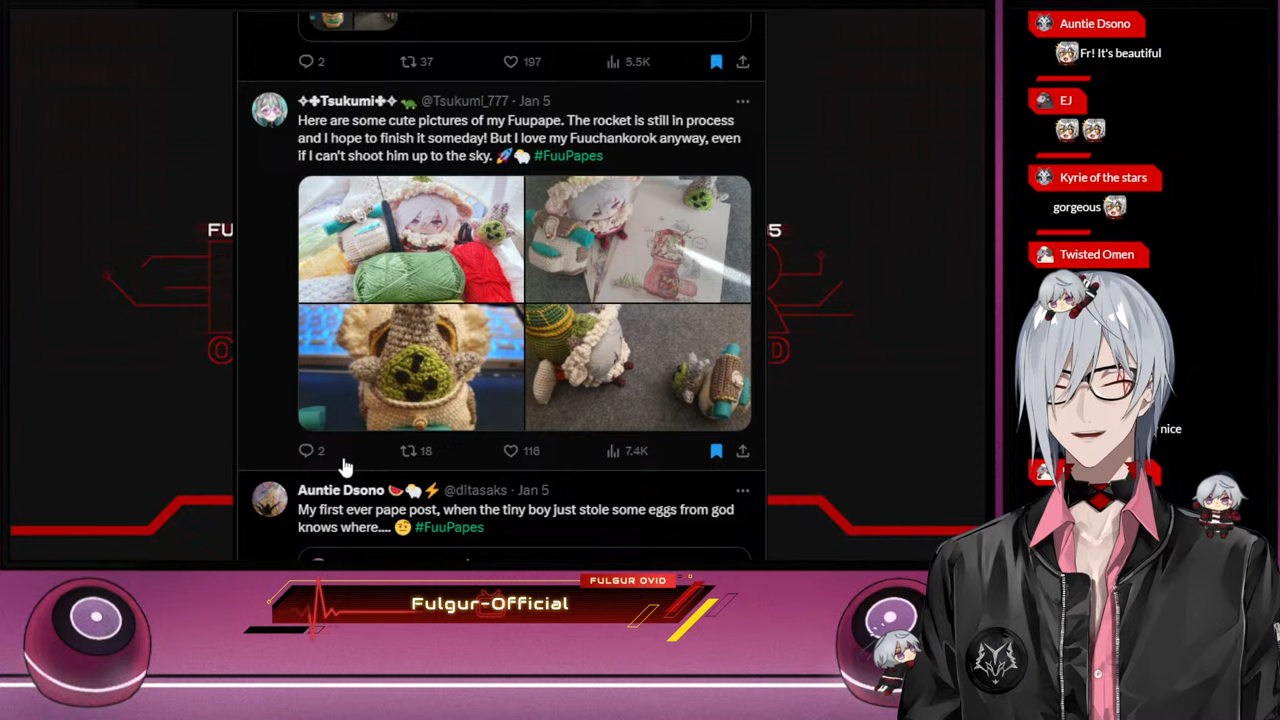 2
37
197
5.5K
✧✤Tsukumi✤✧ 🐢 @Tsukumi_777 · Jan 5
Here are some cute pictures of my Fuupape. The rocket is still in process
and I hope to finish it someday! But I love my Fuuchankorok anyway, even
if I can't shoot him up to the sky. 🚀🐑 #FuuPapes
2
18
116
7.4K
Auntie Dsono 🍉🐑⚡ @ditasaks · Jan 5
My first ever pape post, when the tiny boy just stole some eggs from god
knows where.... 🤨 #FuuPapes
FU
5
O
D
Auntie Dsono
Fr! It's beautiful
EJ
Kyrie of the stars
gorgeous
Twisted Omen
nice
FULGUR OVID
Fulgur-Official